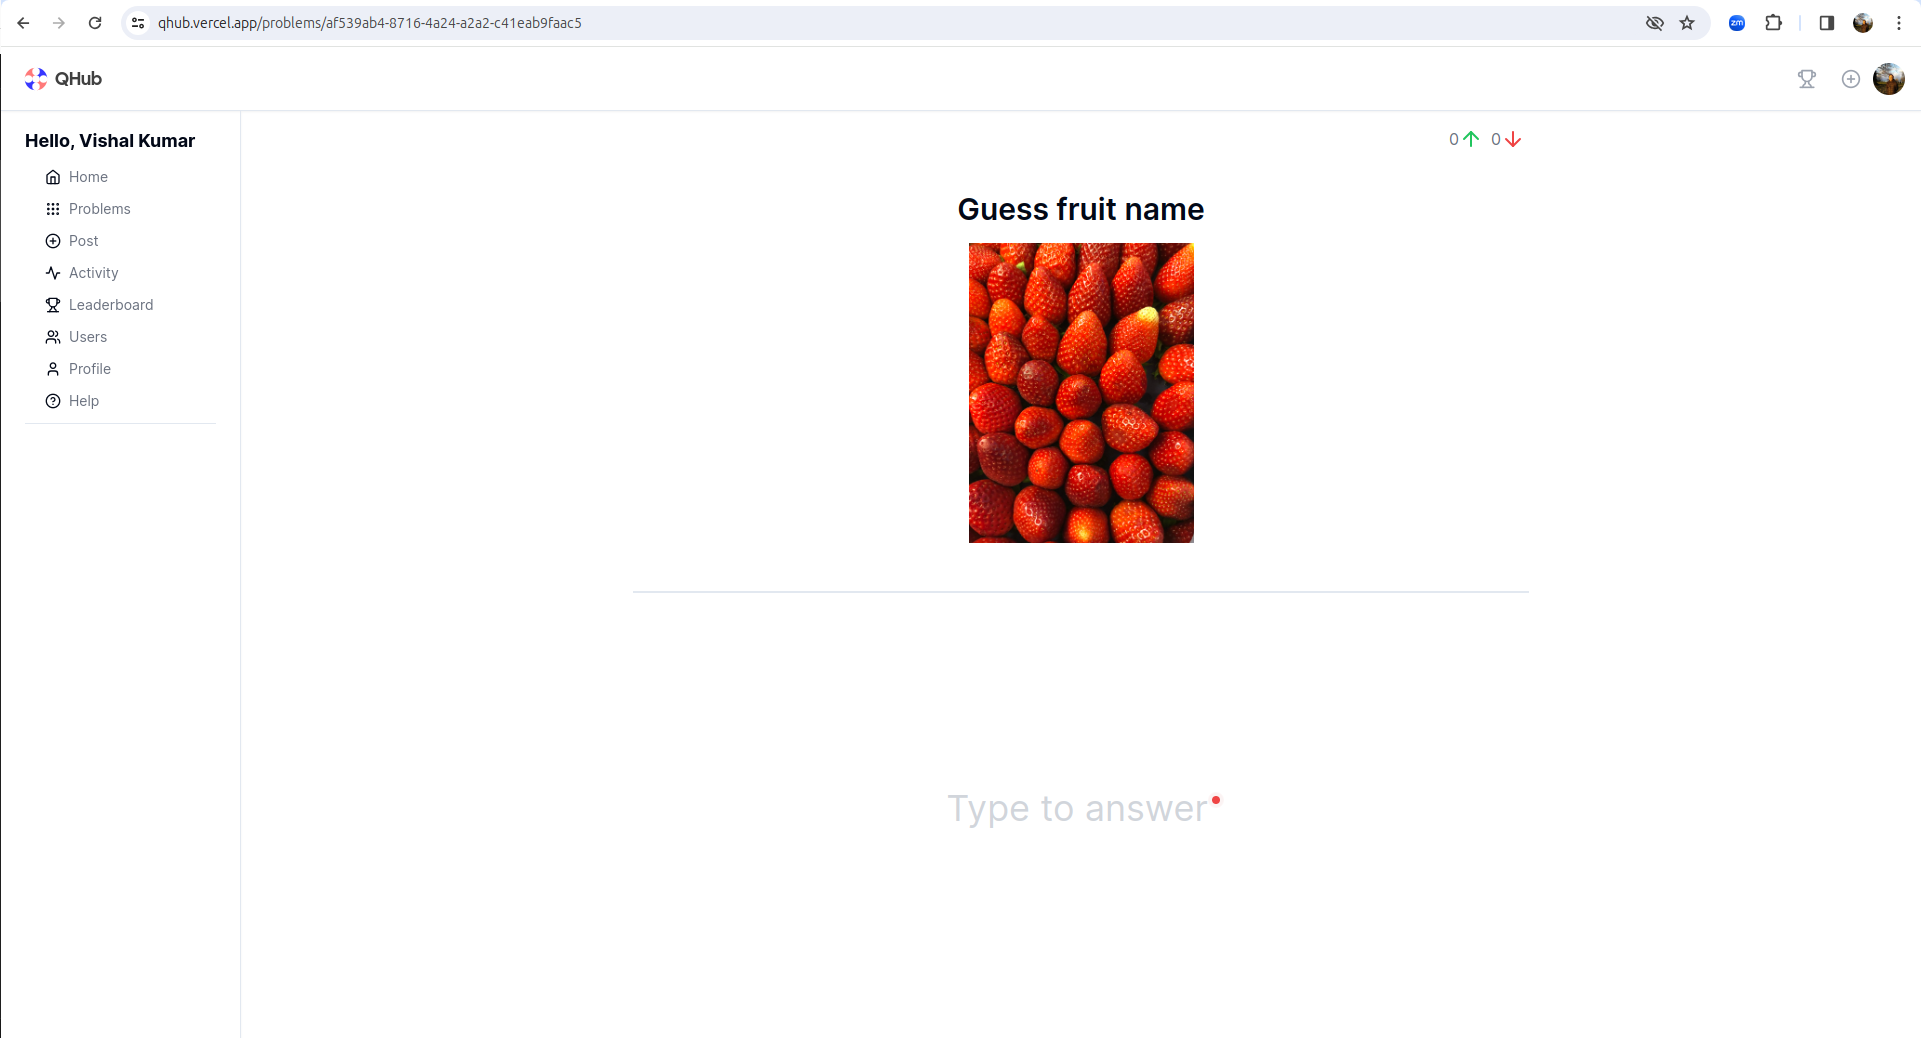 qhub.vercel.app/problems/af539ab4-8716-4a24-a2a2-c41eab9faac5
zm
QHub
Hello, Vishal Kumar
Home
Problems
Post
Activity
Leaderboard
Users
Profile
Help
0 0
Guess fruit name
Type to answer